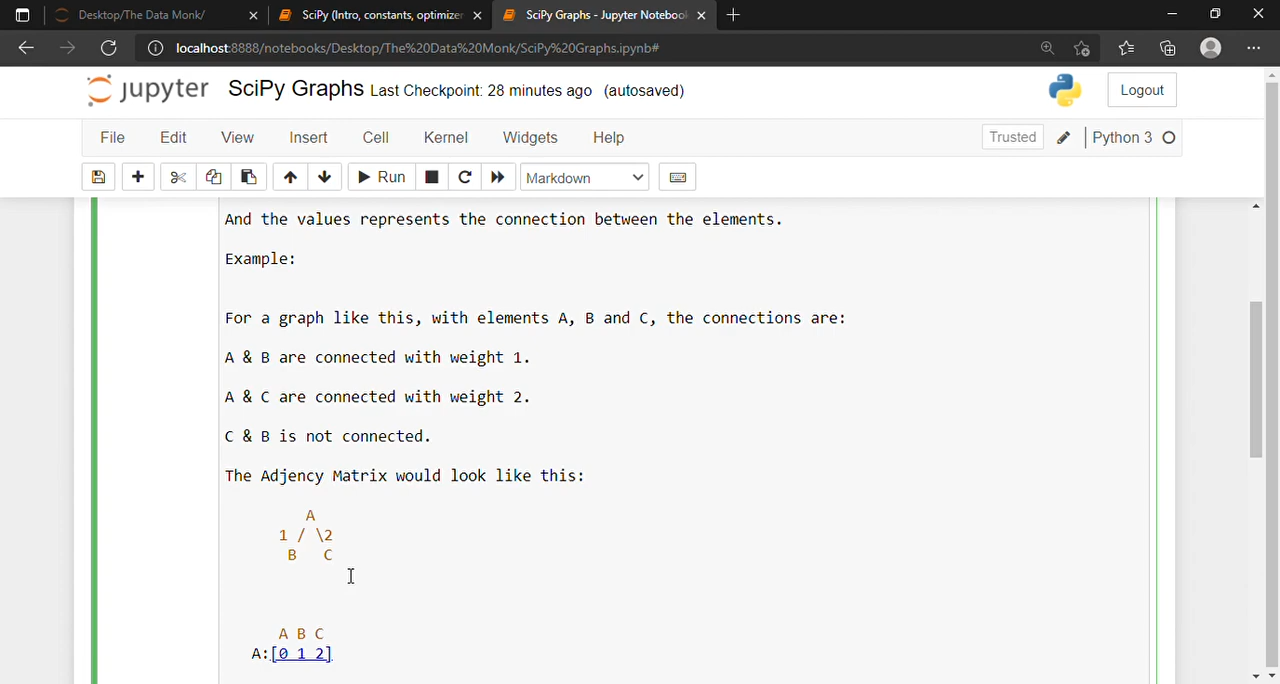 Desktop/The Data Monk/
SciPy (Intro, constants, optimizer
SciPy Graphs - Jupyter Notebook
localhost:8888/notebooks/Desktop/The%20Data%20Monk/SciPy%20Graphs.ipynb#
jupyter SciPy Graphs Last Checkpoint: 28 minutes ago (autosaved)
Logout
File Edit View Insert Cell Kernel Widgets Help
Trusted Python 3
Run Markdown
And the values represents the connection between the elements.
Example:
For a graph like this, with elements A, B and C, the connections are:
A & B are connected with weight 1.
A & C are connected with weight 2.
C & B is not connected.
The Adjency Matrix would look like this:
A
1 / \2
B C
A B C
A:[0 1 2]